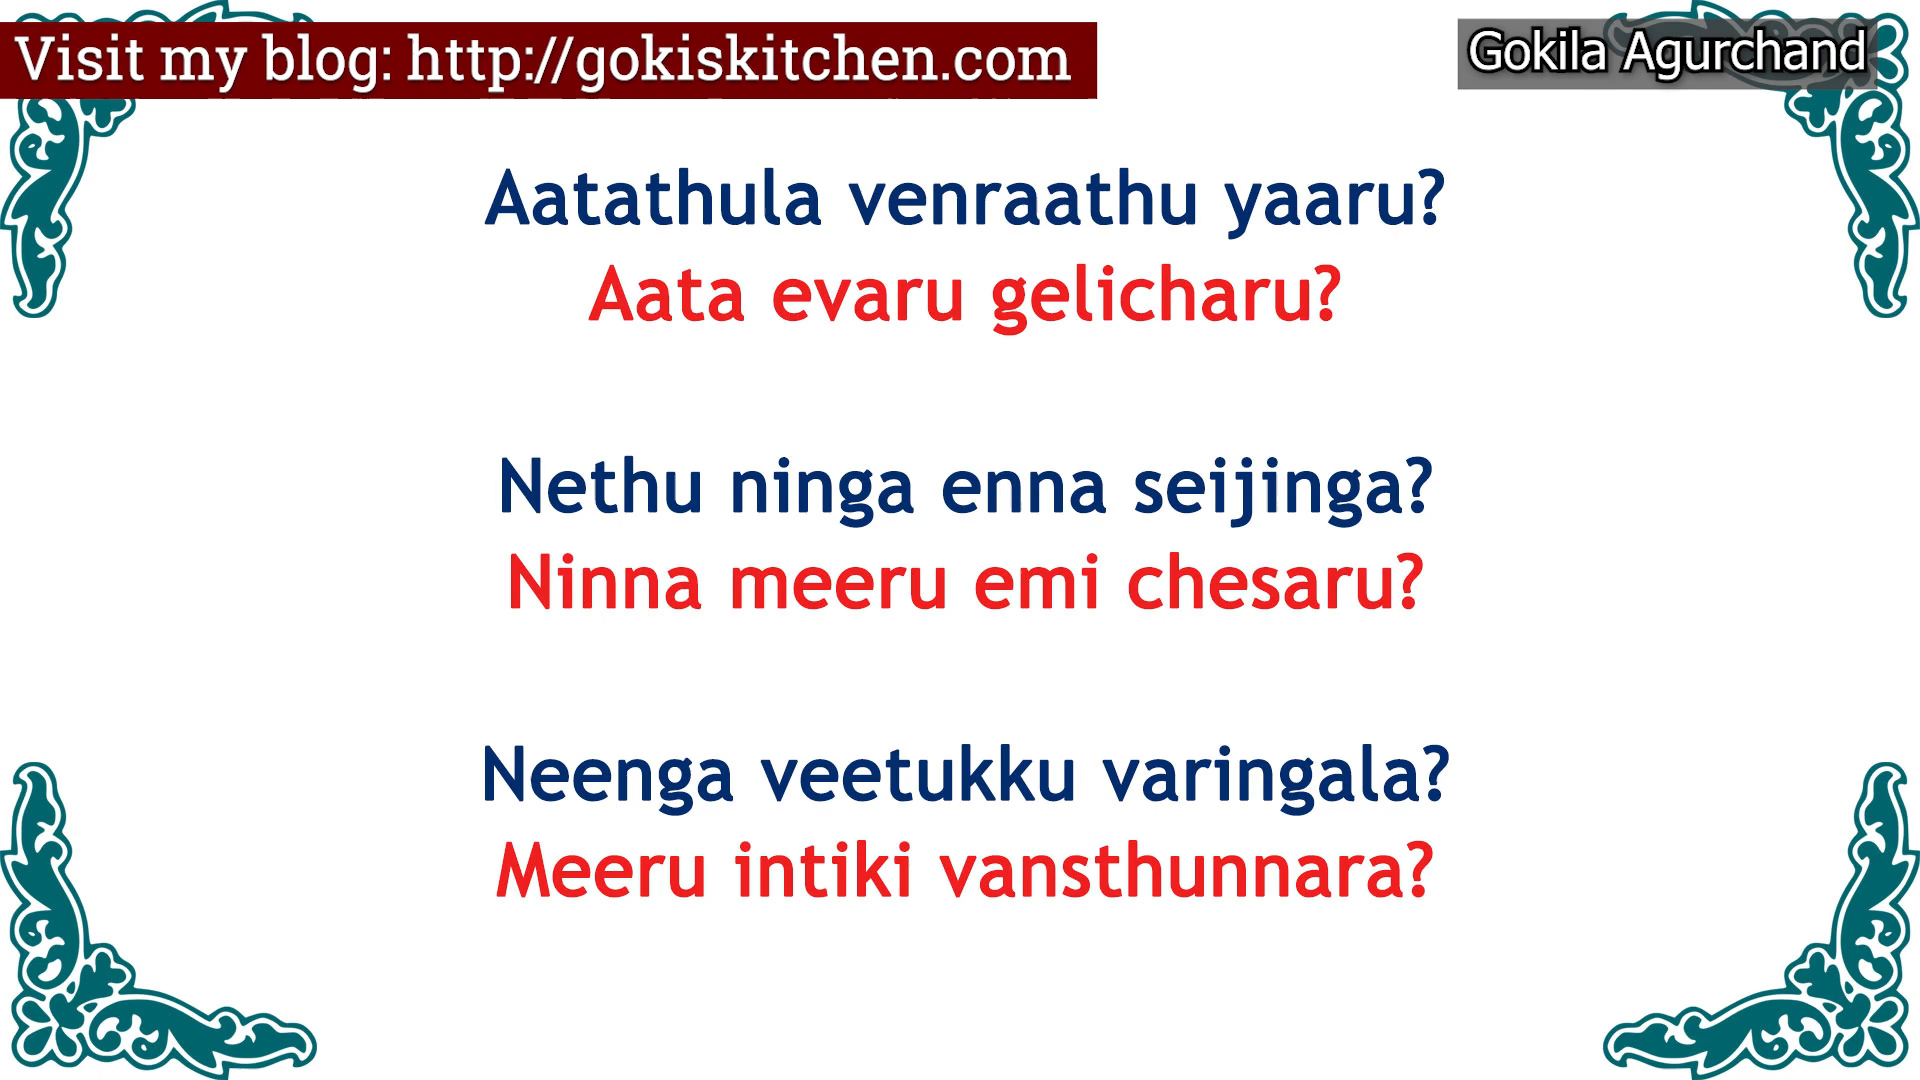 Visit my blog: http://gokiskitchen.com
Gokila Agurchand
Aatathula venraathu yaaru?
Aata evaru gelicharu?
Nethu ninga enna seijinga?
Ninna meeru emi chesaru?
Neenga veetukku varingala?
Meeru intiki vansthunnara?